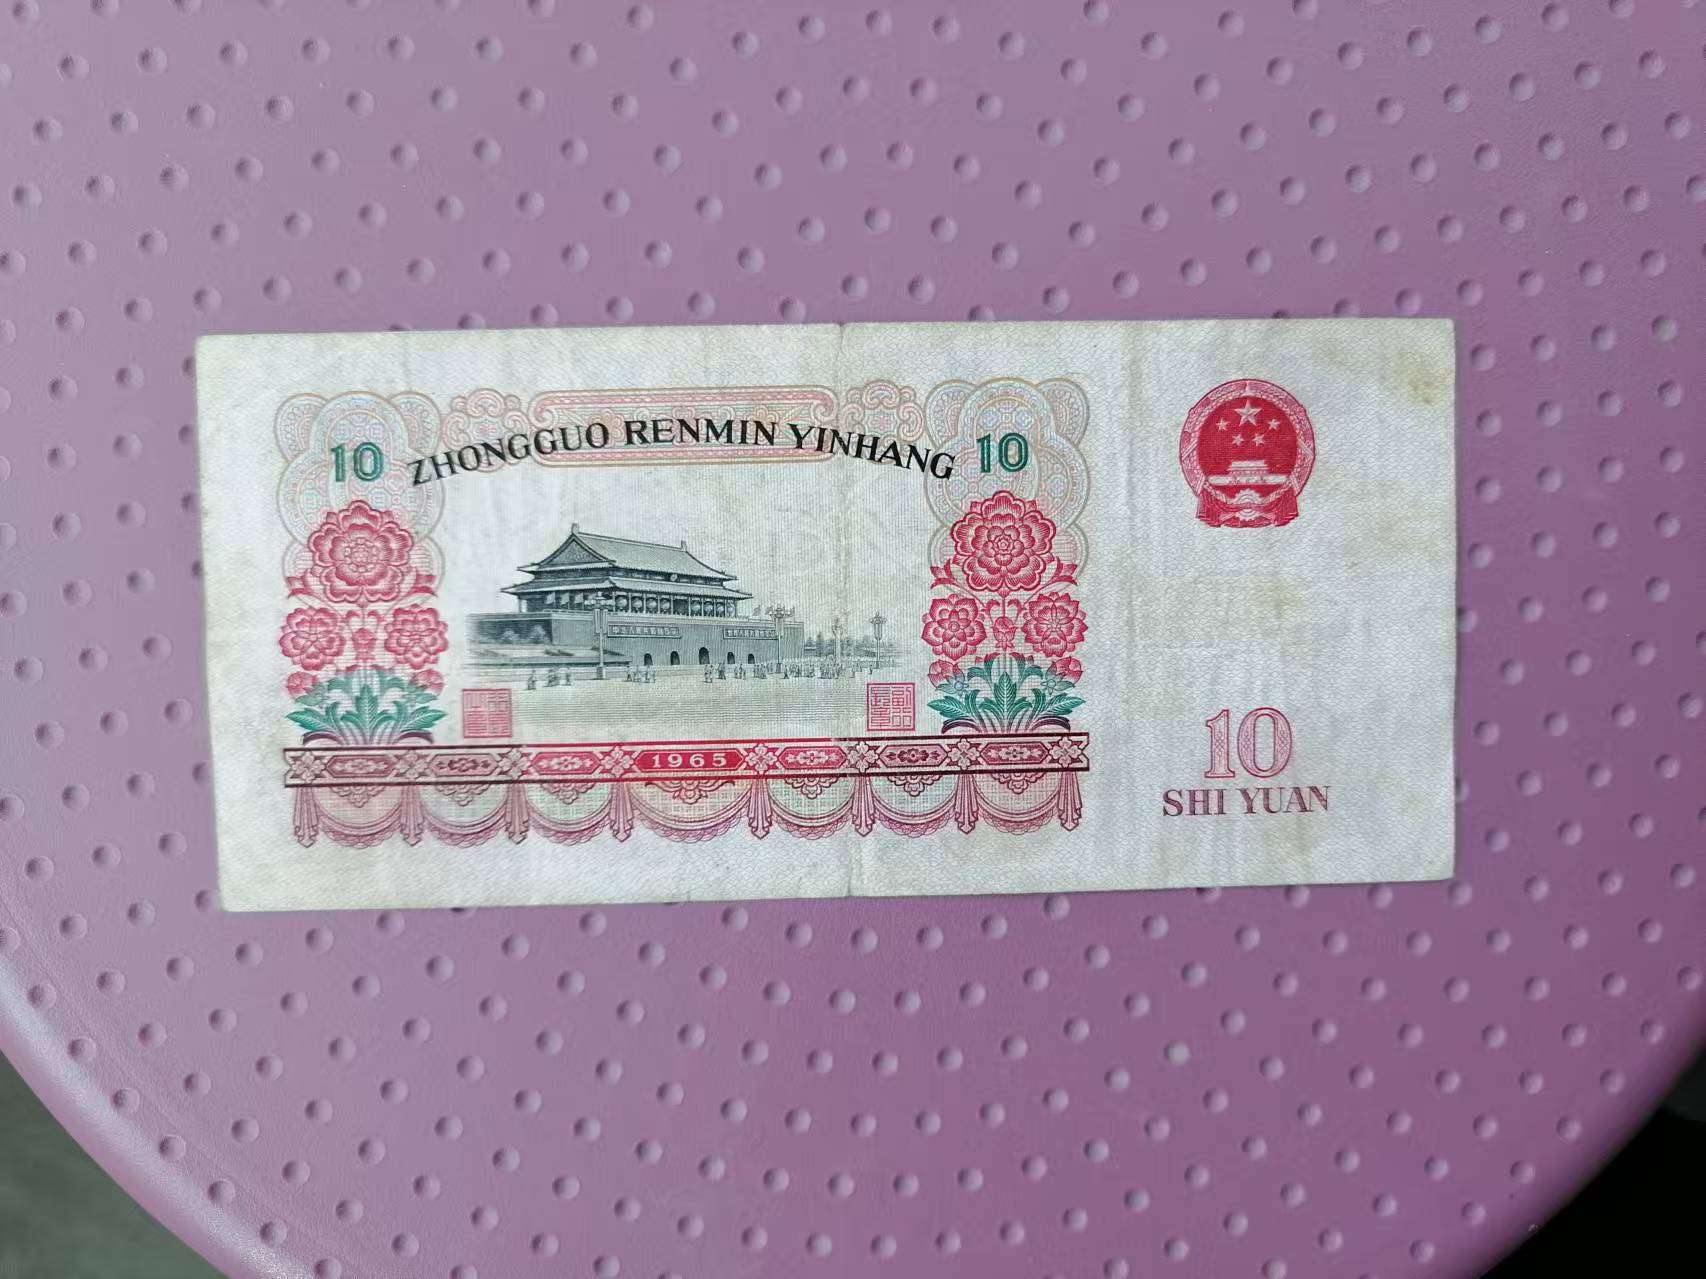 10 ZHONGGUO RENMIN YINHANG 10
1965
10
SHI YUAN